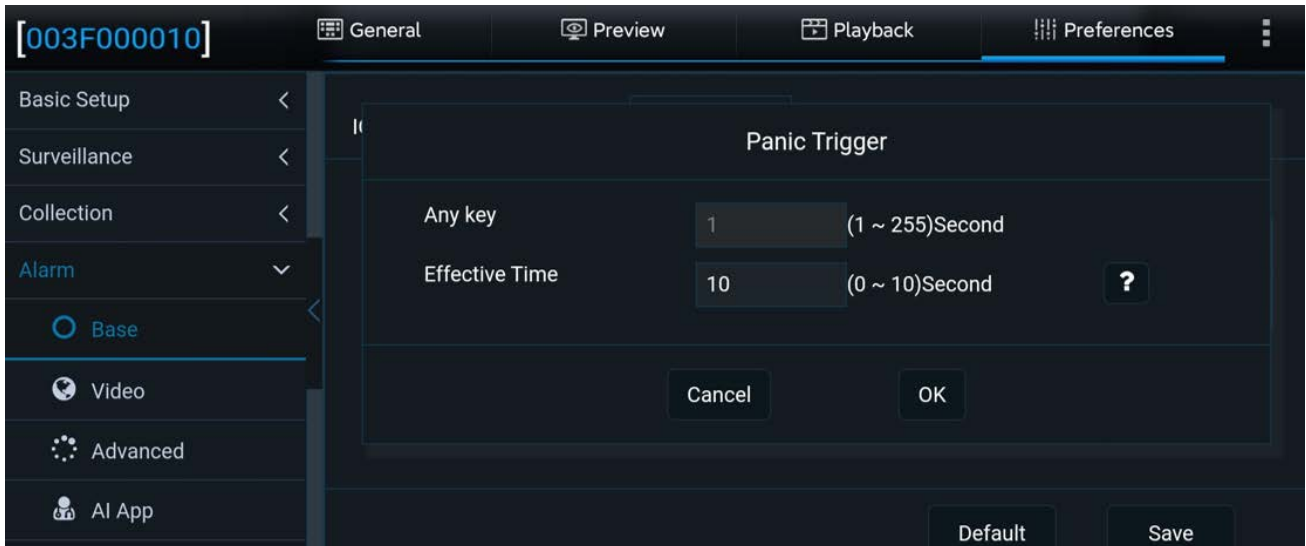 [003F000010]
General
Preview
Playback
Preferences
Basic Setup
Surveillance
Collection
Alarm
Base
Video
Advanced
AI App
Panic Trigger
Any key
1
(1 ~ 255)Second
Effective Time
10
(0 ~ 10)Second
?
Cancel
OK
Default
Save